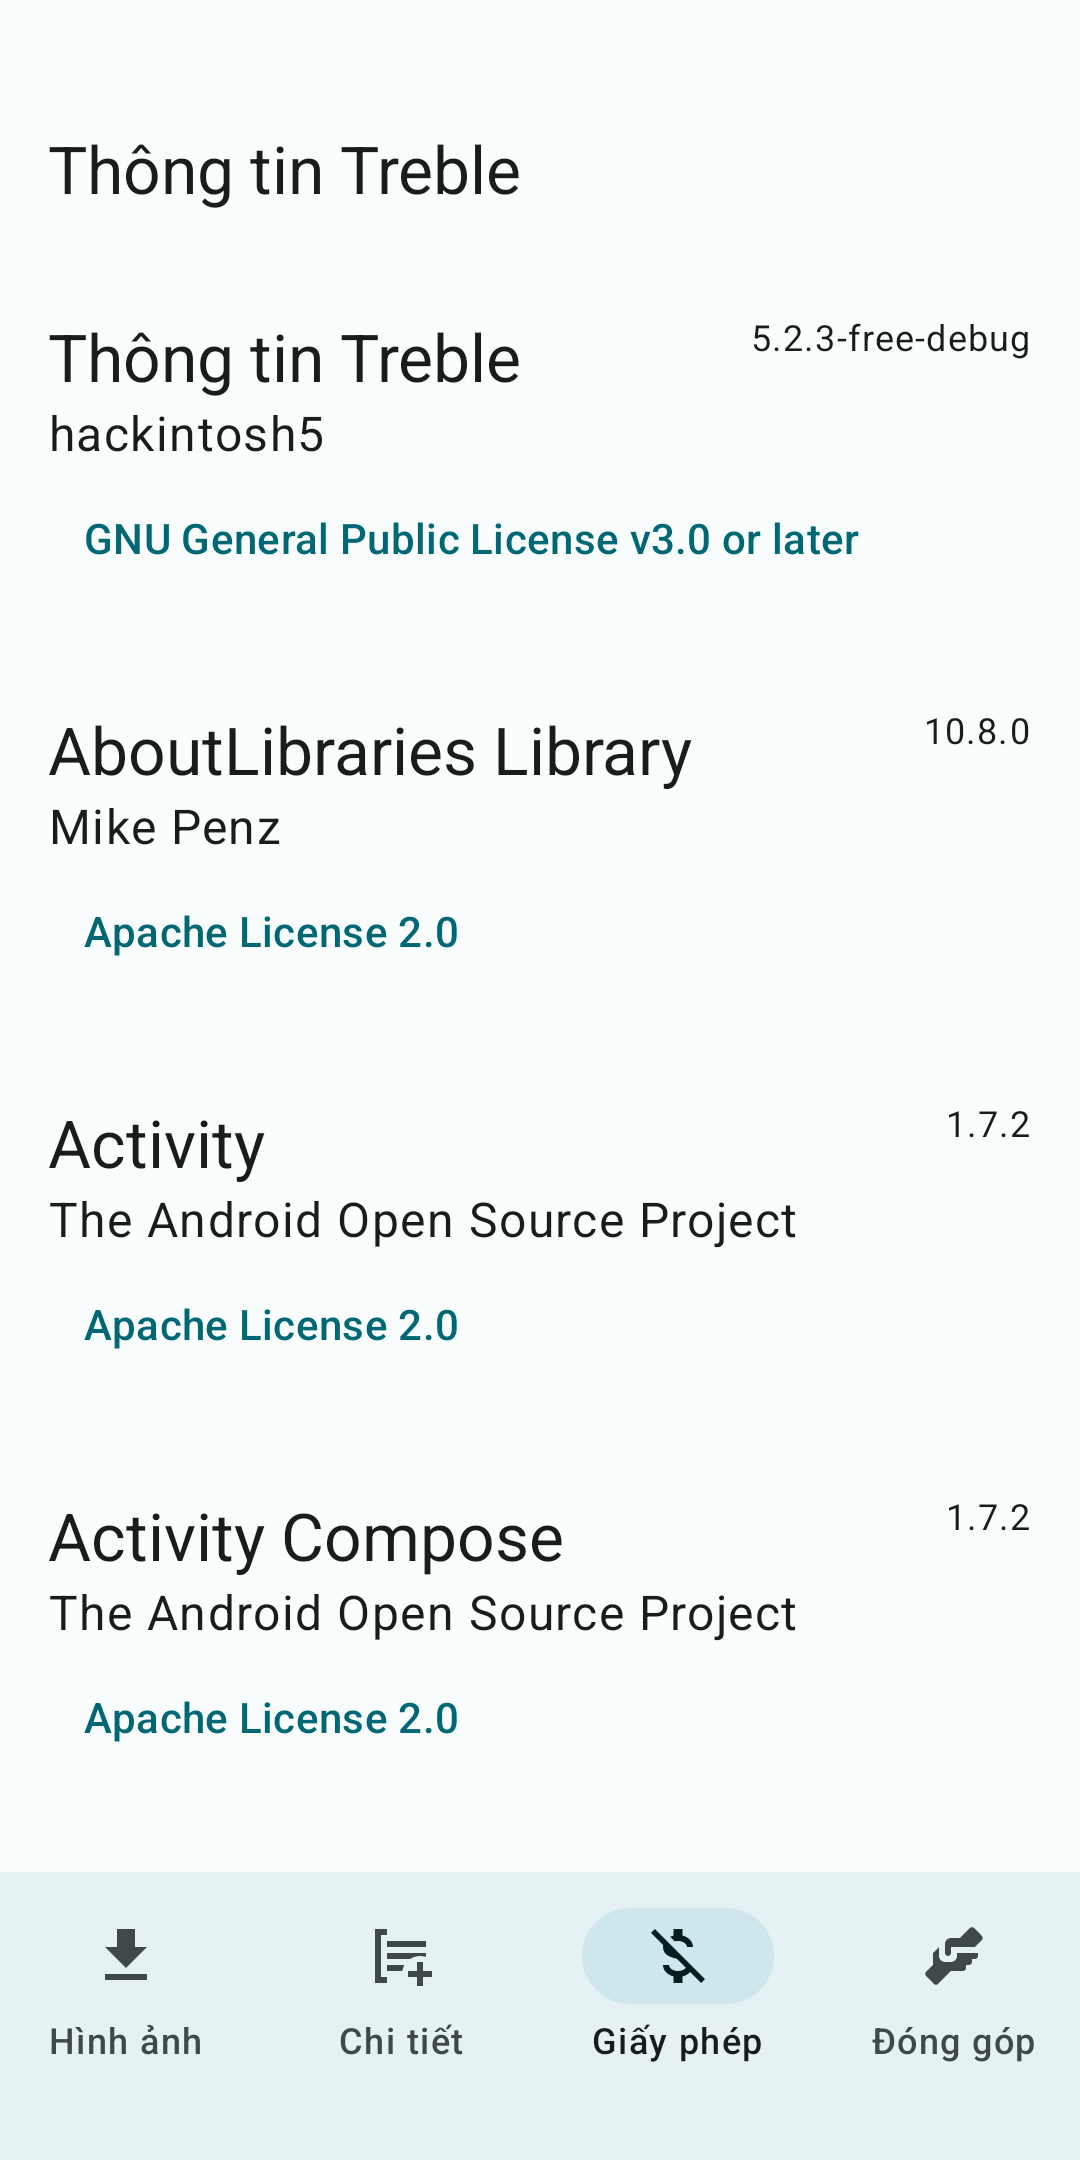 Thông tin Treble
Thông tin Treble
5.2.3-free-debug
hackintosh5
GNU General Public License v3.0 or later
AboutLibraries Library
10.8.0
Mike Penz
Apache License 2.0
Activity
1.7.2
The Android Open Source Project
Apache License 2.0
Activity Compose
1.7.2
The Android Open Source Project
Apache License 2.0
Hình ảnh
Chi tiết
Giấy phép
Đóng góp